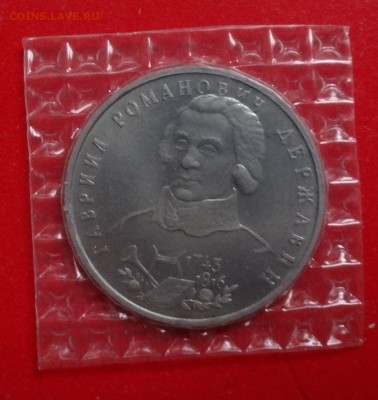 COINS.LAVE.RU
ГАВРИИЛ РОМАНОВИЧ ДЕРЖАВИН
1743
1816